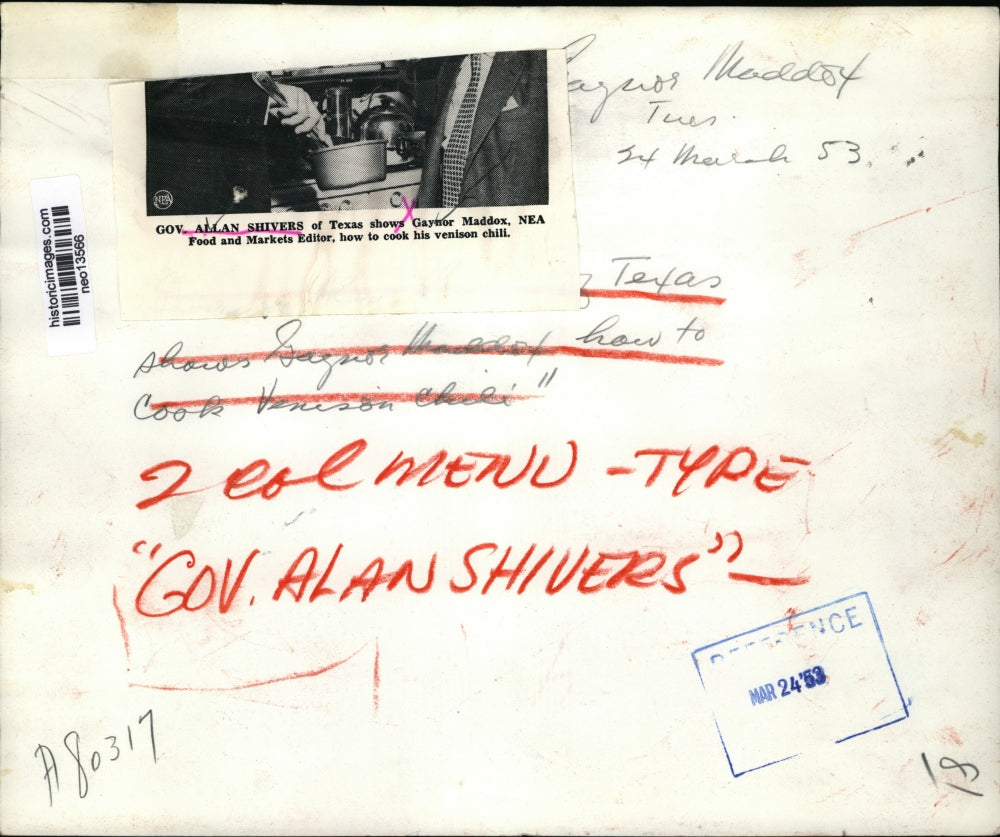 Gaynor Maddox
Tues.
24 March 53
NEA
GOV. ALLAN SHIVERS of Texas shows Gaynor Maddox, NEA
Food and Markets Editor, how to cook his venison chili.
historicimages.com
neo13566
Texas
shows Gaynor Maddox how to
Cook Venison Chili"
2 col MENU -TYPE
"GOV. ALAN SHIVERS"—
REFERENCE
MAR 24'53
A80317
18